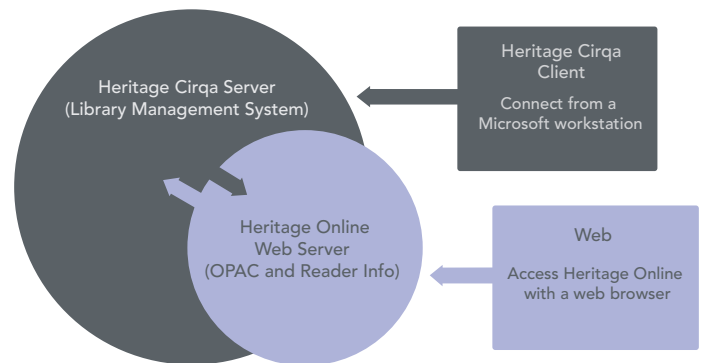 Heritage Cirqa Server
(Library Management System)
Heritage Cirqa
Client
Connect from a
Microsoft workstation
Heritage Online
Web Server
(OPAC and Reader Info)
Web
Access Heritage Online
with a web browser